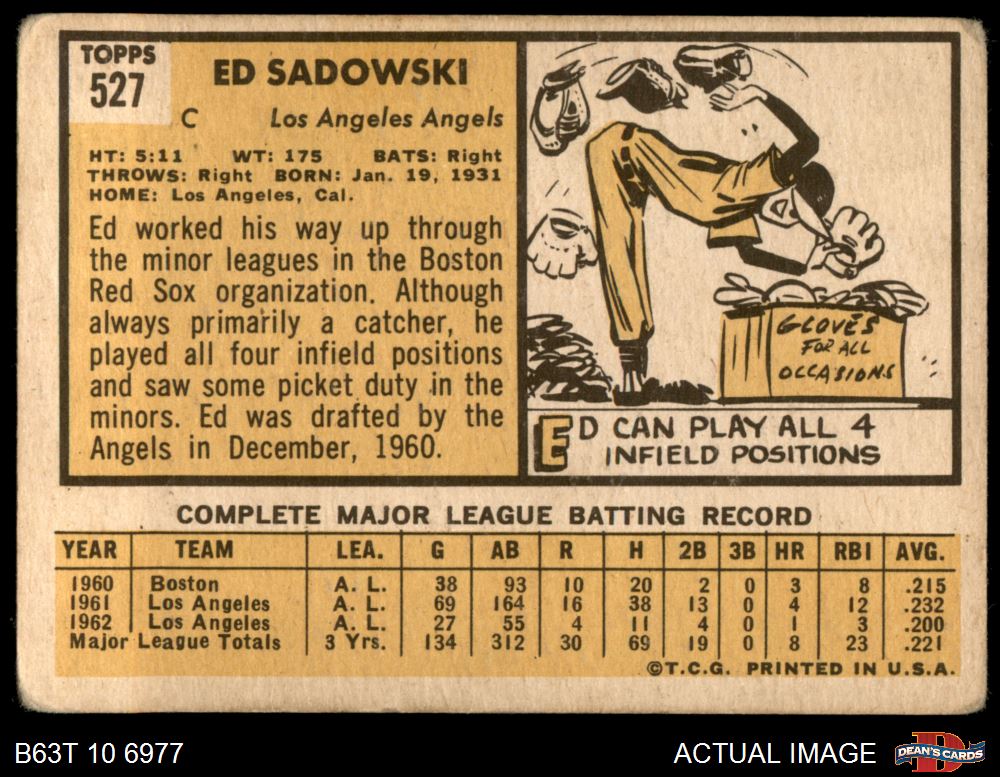 TOPPS
527
ED SADOWSKI
C Los Angeles Angels
HT: 5:11 WT: 175 BATS: Right
THROWS: Right BORN: Jan. 19, 1931
HOME: Los Angeles, Cal.
Ed worked his way up through
the minor leagues in the Boston
Red Sox organization. Although
always primarily a catcher, he
played all four infield positions
and saw some picket duty in the
minors. Ed was drafted by the
Angels in December, 1960.
GLOVES
FOR ALL
OCCASIONS
ED CAN PLAY ALL 4
INFIELD POSITIONS
COMPLETE MAJOR LEAGUE BATTING RECORD
YEAR TEAM LEA. G AB R H 2B 3B HR RBI AVG.
1960 Boston A. L. 38 93 10 20 2 0 3 8 .215
1961 Los Angeles A. L. 69 164 16 38 13 0 4 12 .232
1962 Los Angeles A. L. 27 55 4 11 4 0 1 3 .200
Major League Totals 3 Yrs. 134 312 30 69 19 0 8 23 .221
©T.C.G. PRINTED IN U.S.A.
B63T 10 6977
ACTUAL IMAGE
DEAN'S CARDS